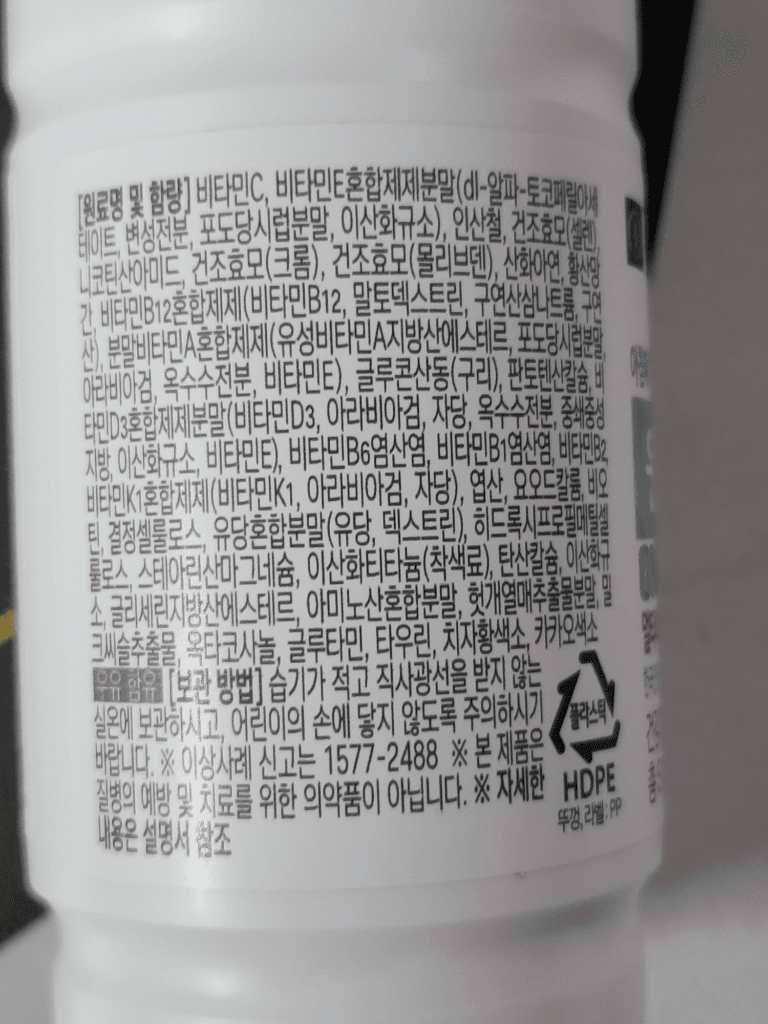 [원료명 및 함량] 비타민C, 비타민E혼합제제분말(dl-알파-토코페릴아세
테이트, 변성전분, 포도당시럽분말, 이산화규소), 인산철, 건조효모(셀렌),
니코틴산아미드, 건조효모(크롬), 건조효모(몰리브덴), 산화아연, 황산망
간, 비타민B12혼합제제(비타민B12, 말토덱스트린, 구연산삼나트륨, 구연
산), 분말비타민A혼합제제(유성비타민A지방산에스테르, 포도당시럽분말,
아라비아검, 옥수수전분, 비타민E), 글루콘산동(구리), 판토텐산칼슘, 비
타민D3혼합제제분말(비타민D3, 아라비아검, 자당, 옥수수전분, 중쇄중성
지방, 이산화규소, 비타민E), 비타민B6염산염, 비타민B1염산염, 비타민B2,
비타민K1혼합제제(비타민K1, 아라비아검, 자당), 엽산, 요오드칼륨, 비오
틴, 결정셀룰로스, 유당혼합분말(유당, 덱스트린), 히드록시프로필메틸셀
룰로스, 스테아린산마그네슘, 이산화티타늄(착색료), 탄산칼슘, 이산화규
소, 글리세린지방산에스테르, 아미노산혼합분말, 헛개열매추출물분말, 밀
크씨슬추출물, 옥타코사놀, 글루타민, 타우린, 치자황색소, 카카오색소
우유 함유 [보관 방법] 습기가 적고 직사광선을 받지 않는
실온에 보관하시고, 어린이의 손에 닿지 않도록 주의하시기
바랍니다. ※ 이상사례 신고는 1577-2488 ※ 본 제품은
질병의 예방 및 치료를 위한 의약품이 아닙니다. ※ 자세한
내용은 설명서 참조
플라스틱
HDPE
뚜껑, 라벨 : PP